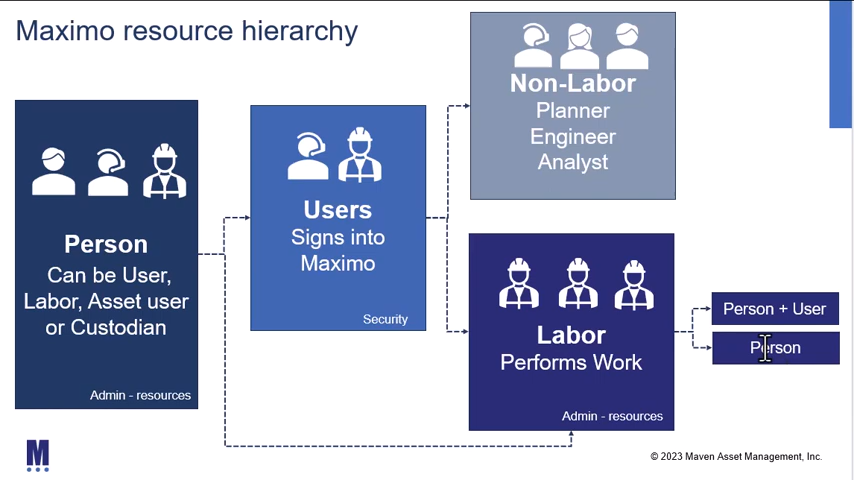 Maximo resource hierarchy
Person
Can be User,
Labor, Asset user
or Custodian
Admin - resources
Users
Signs into
Maximo
Security
Non-Labor
Planner
Engineer
Analyst
Labor
Performs Work
Admin - resources
Person + User
Person
M
© 2023 Maven Asset Management, Inc.